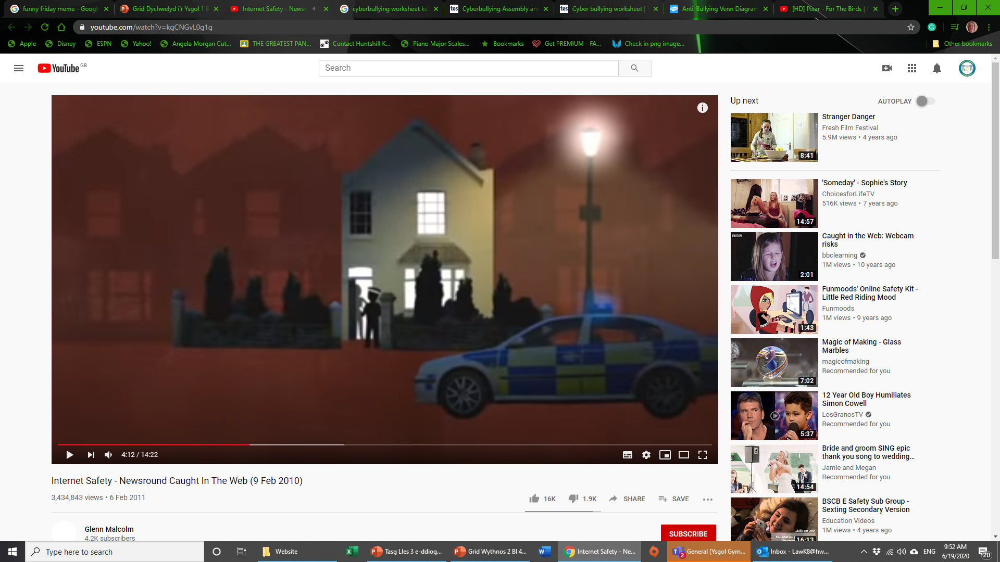 funny friday meme - Googl
Grid Dychwelyd i'r Ysgol 1 B
Internet Safety - Newsr
cyberbullying worksheet ks2
Cyberbullying Assembly and
Cyber bullying worksheet | T
Anti-Bullying Venn Diagram
[HD] Pixar - For The Birds | O
youtube.com/watch?v=kgCNGvL0g1g
Apple
Disney
ESPN
Yahoo!
Angela Morgan Cut...
THE GREATEST PAN...
Contact Huntshill K...
Piano Major Scales...
Bookmarks
Get PREMIUM - FA...
Check in png image...
Other bookmarks
YouTube GB
Search
Up next
AUTOPLAY
Stranger Danger
Fresh Film Festival
5.9M views • 4 years ago
8:41
'Someday' - Sophie's Story
ChoicesforLifeTV
516K views • 7 years ago
14:57
Caught in the Web: Webcam
risks
bbclearning
1M views • 10 years ago
BBC
2:01
Funmoods' Online Safety Kit -
Little Red Riding Mood
Funmoods
1M views • 9 years ago
1:43
Magic of Making - Glass
Marbles
magicofmaking
Recommended for you
7:02
12 Year Old Boy Humiliates
Simon Cowell
LosGranosTV
Recommended for you
5:37
Bride and groom SING epic
thank you song to wedding...
Jamie and Megan
Recommended for you
14:54
BSCB E Safety Sub Group -
Sexting Secondary Version
Education Videos
1M views • 4 years ago
18:53 pm Josh
16:13
4:12 / 14:22
Internet Safety - Newsround Caught In The Web (9 Feb 2010)
3,434,843 views • 6 Feb 2011
16K
1.9K
SHARE
SAVE
Glenn Malcolm
4.2K subscribers
SUBSCRIBE
Type here to search
Website
Tasg Lles 3 e-ddiog...
Grid Wythnos 2 Bl 4...
Internet Safety - Ne...
General (Ysgol Gym...
2
Inbox - LawK8@hw...
ENG
9:52 AM
6/19/2020
20